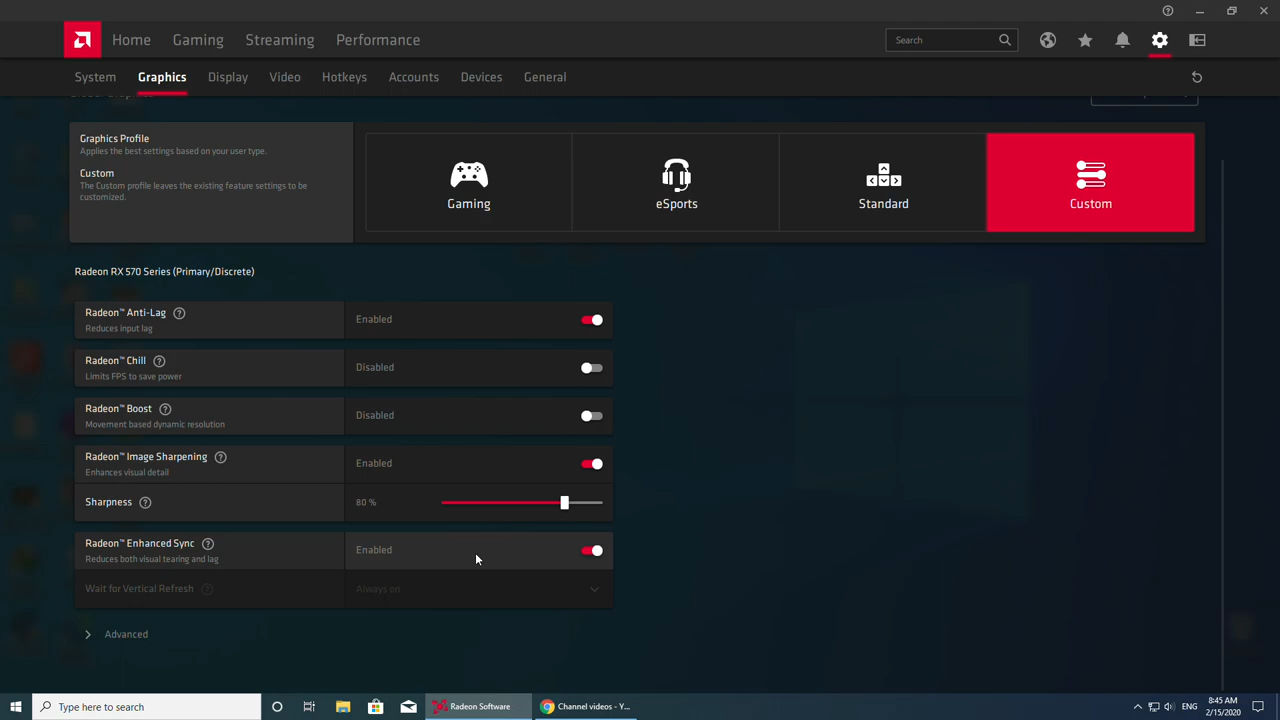 Home Gaming Streaming Performance Search
System Graphics Display Video Hotkeys Accounts Devices General
Graphics Profile
Applies the best settings based on your user type.
Custom
The Custom profile leaves the existing feature settings to be
customized.
Gaming
eSports
Standard
Custom
Radeon RX 570 Series (Primary/Discrete)
Radeon™ Anti-Lag
Reduces input lag
Enabled
Radeon™ Chill
Limits FPS to save power
Disabled
Radeon™ Boost
Movement based dynamic resolution
Disabled
Radeon™ Image Sharpening
Enhances visual detail
Enabled
Sharpness
80 %
Radeon™ Enhanced Sync
Reduces both visual tearing and lag
Enabled
Wait for Vertical Refresh
Always on
Advanced
Type here to search
Radeon Software
Channel videos - Y...
ENG
8:45 AM
2/15/2020